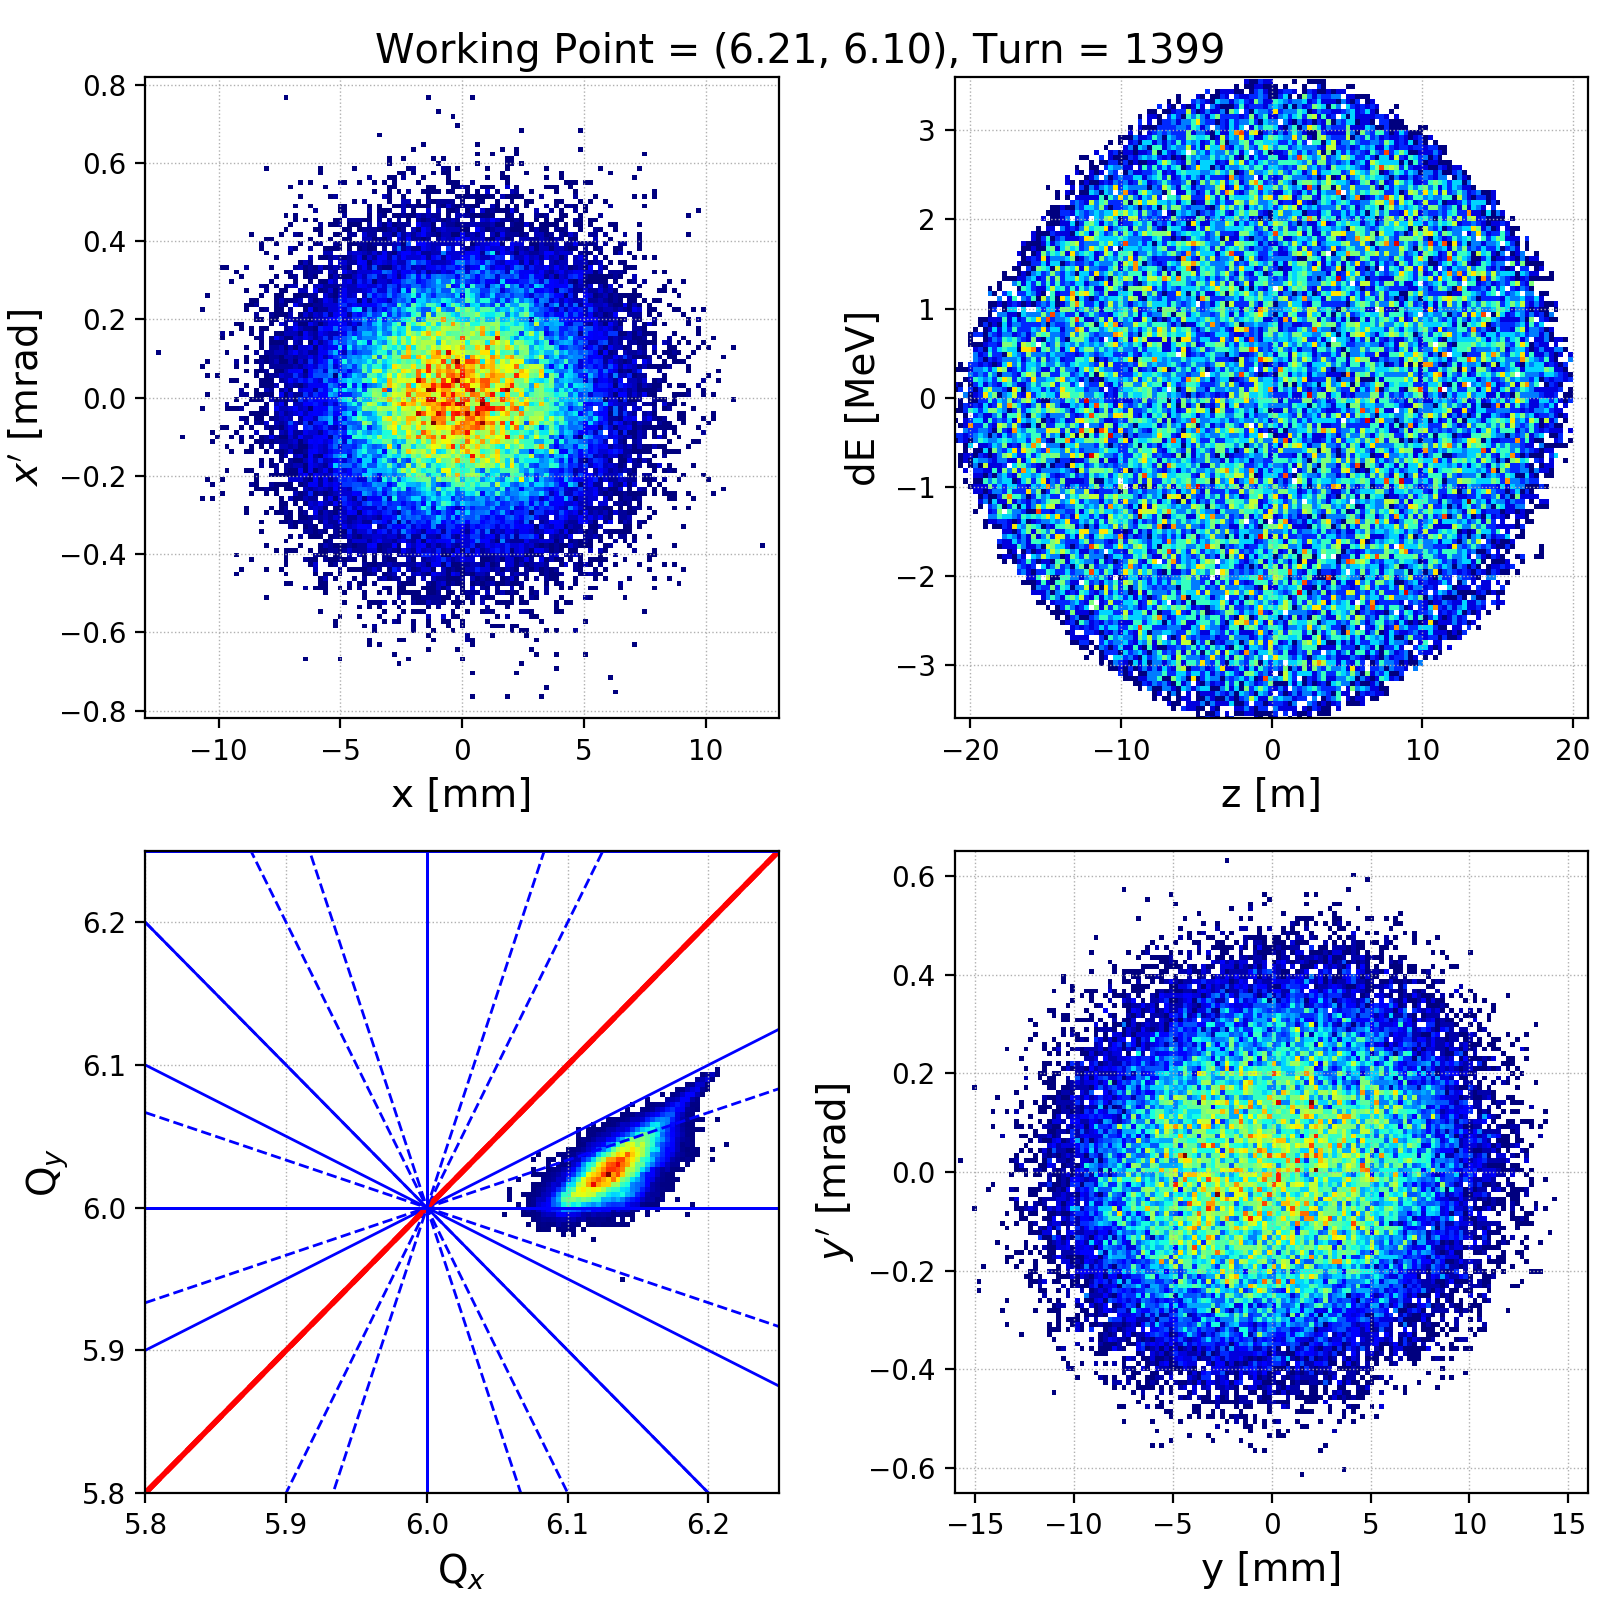 Working Point = (6.21, 6.10), Turn = 1399
0.8
0.6
0.4
0.2
0.0
−0.2
−0.4
−0.6
−0.8
x′ [mrad]
−10 −5 0 5 10
x [mm]
3
2
1
0
−1
−2
−3
dE [MeV]
−20 −10 0 10 20
z [m]
6.2
6.1
6.0
5.9
5.8
Qy
5.8 5.9 6.0 6.1 6.2
Qx
0.6
0.4
0.2
0.0
−0.2
−0.4
−0.6
y′ [mrad]
−15 −10 −5 0 5 10 15
y [mm]